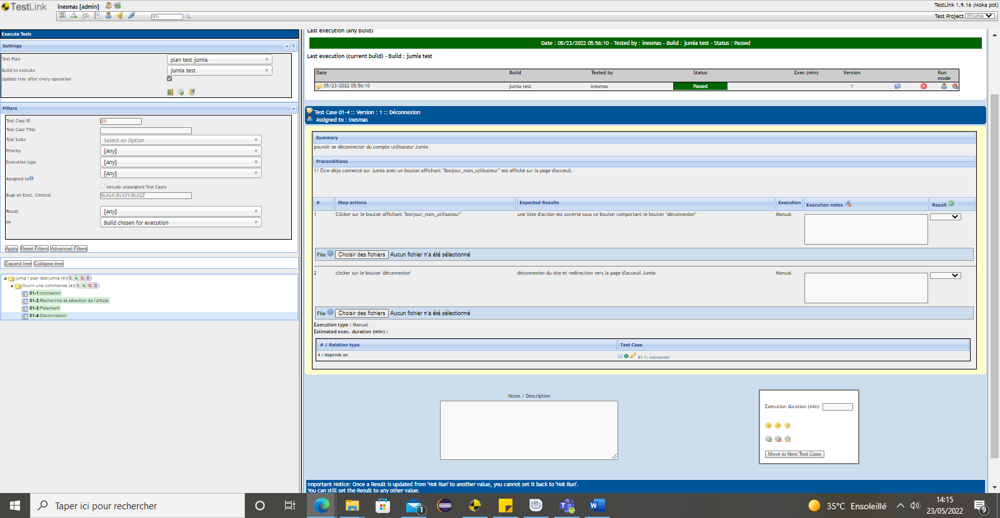 TestLink
inesmas [admin]
TestLink 1.9.16 (Moka pot)
01-
Test Project 01:jumia
Execute Tests
Settings
Test Plan
plan test jumia
Build to execute
jumia test
Update tree after every operation
Filters
Test Case ID
01-
Test Case Title
Test Suite
Select an Option
Priority
[Any]
Execution type
[Any]
[Any]
Assigned to
Include unassigned Test Cases
Bugs on Exec. Context
BUGX,BUGY,BUGZ
Result
[Any]
on
Build chosen for execution
Apply Reset Filters Advanced Filters
Expand tree Collapse tree
jumia / plan test jumia (4)(0, 4, 0, 0)
Ouvrir une commande (4)(0, 4, 0, 0)
01-1:connexion
01-2:Recherche et sélection de l'article
01-3:Paiement
01-4:Déconnexion
Last execution (any build)
Date : 05/23/2022 05:56:10 - Tested by : inesmas - Build : jumia test - Status : Passed
Last execution (current build) - Build : jumia test
Date Build Tested by Status Exec (min) Version Run mode
05/23/2022 05:56:10 jumia test inesmas Passed 1
Test Case 01-4 :: Version : 1 :: Déconnexion
Assigned to : inesmas
Summary
pouvoir se déconnecter du compte utilisateur Jumia
Preconditions
1/ Etre déja connecté sur Jumia avec un bouton affichant "Bonjour_nom_utilisateur" est affiché sur la page d'acceuil.
# Step actions Expected Results Execution Execution notes Result
1 Clicker sur le bouton affichant "bonjour_nom_utilisateur" une liste d'action est ouverte sous ce bouton comportant le bouton "déconnexion" Manual
File Choisir des fichiers Aucun fichier n'a été sélectionné
2 clicker sur le bouton 'déconnexion' déconnexion du site et redirection vers la page d'acceuil Jumia Manual
File Choisir des fichiers Aucun fichier n'a été sélectionné
Execution type : Manual
Estimated exec. duration (min) :
# / Relation type Test Case
4 / depends on 01-1: connexion
Notes / Description
Execution duration (min)
Move to Next Test Case
Important Notice: Once a Result is updated from 'Not Run' to another value, you cannot set it back to 'Not Run'.
You can still set the Result to any other value.
Taper ici pour rechercher
1
35°C Ensoleillé
14:15
23/05/2022
9